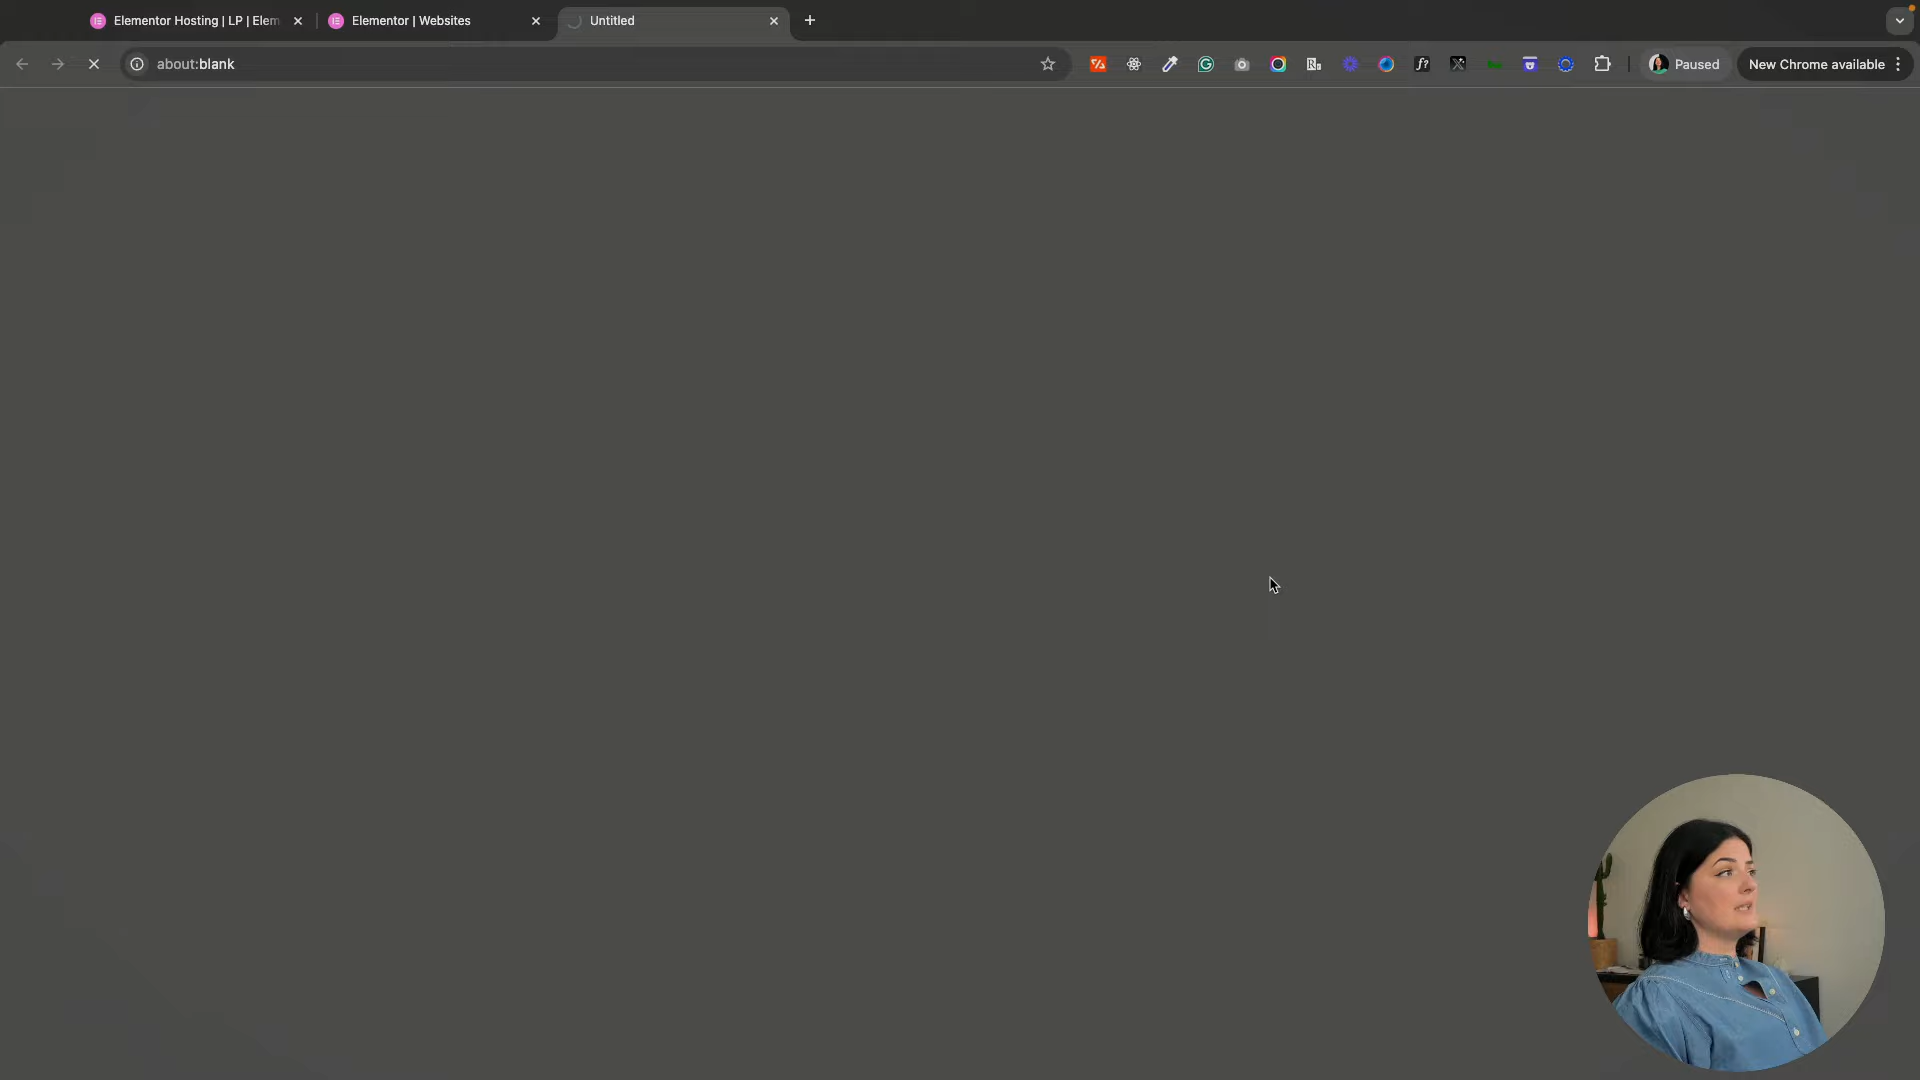 Elementor Hosting | LP | Elem
Elementor | Websites
Untitled
about:blank
Paused
New Chrome available